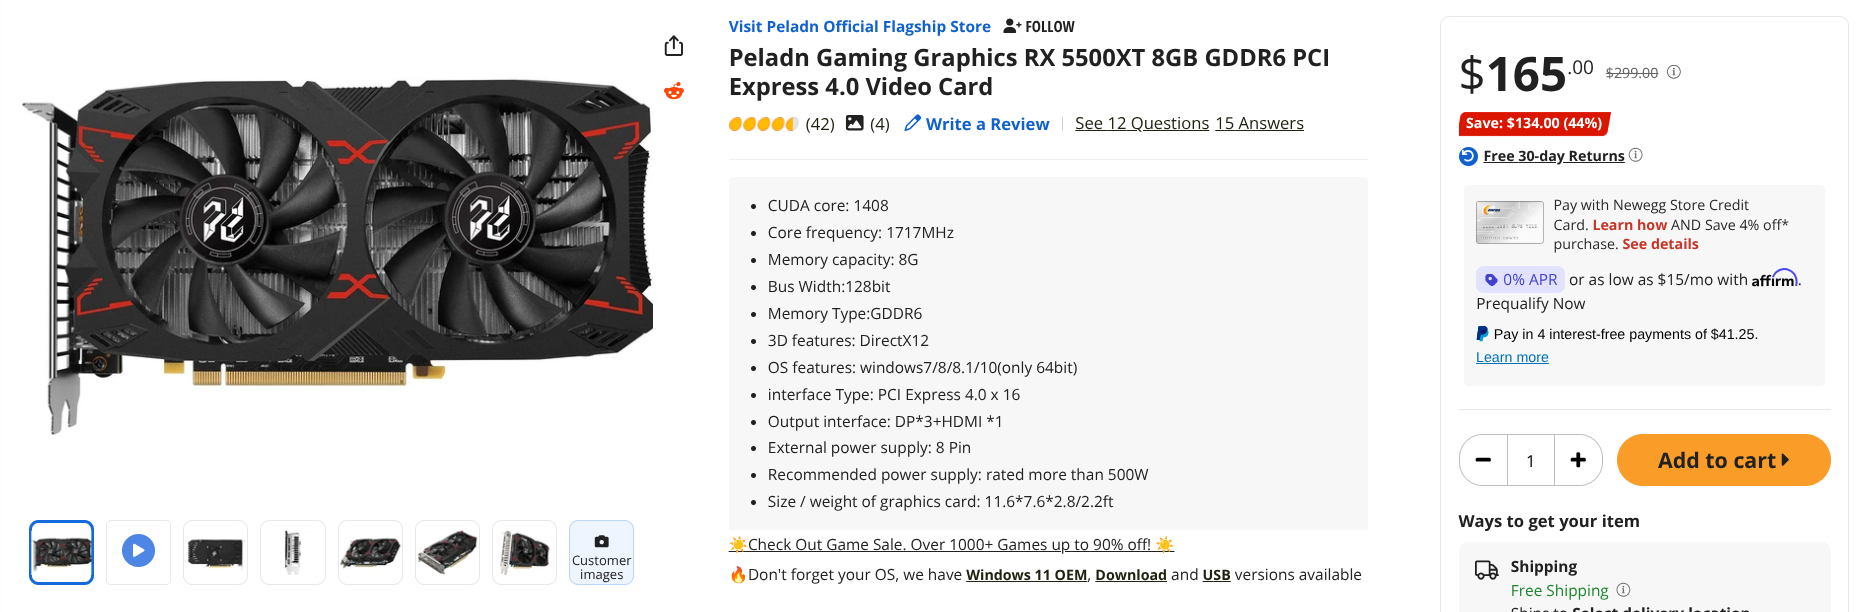 Visit Peladn Official Flagship Store FOLLOW
Peladn Gaming Graphics RX 5500XT 8GB GDDR6 PCI
Express 4.0 Video Card
(42) (4) Write a Review See 12 Questions 15 Answers
• CUDA core: 1408
• Core frequency: 1717MHz
• Memory capacity: 8G
• Bus Width:128bit
• Memory Type:GDDR6
• 3D features: DirectX12
• OS features: windows7/8/8.1/10(only 64bit)
• interface Type: PCI Express 4.0 x 16
• Output interface: DP*3+HDMI *1
• External power supply: 8 Pin
• Recommended power supply: rated more than 500W
• Size / weight of graphics card: 11.6*7.6*2.8/2.2ft
☀️Check Out Game Sale. Over 1000+ Games up to 90% off! ☀️
🔥Don't forget your OS, we have Windows 11 OEM, Download and USB versions available
Customer
images
$165.00 $299.00
Save: $134.00 (44%)
Free 30-day Returns
Pay with Newegg Store Credit
Card. Learn how AND Save 4% off*
purchase. See details
0% APR or as low as $15/mo with affirm.
Prequalify Now
Pay in 4 interest-free payments of $41.25.
Learn more
1
Add to cart
Ways to get your item
Shipping
Free Shipping
Ships to Select delivery location